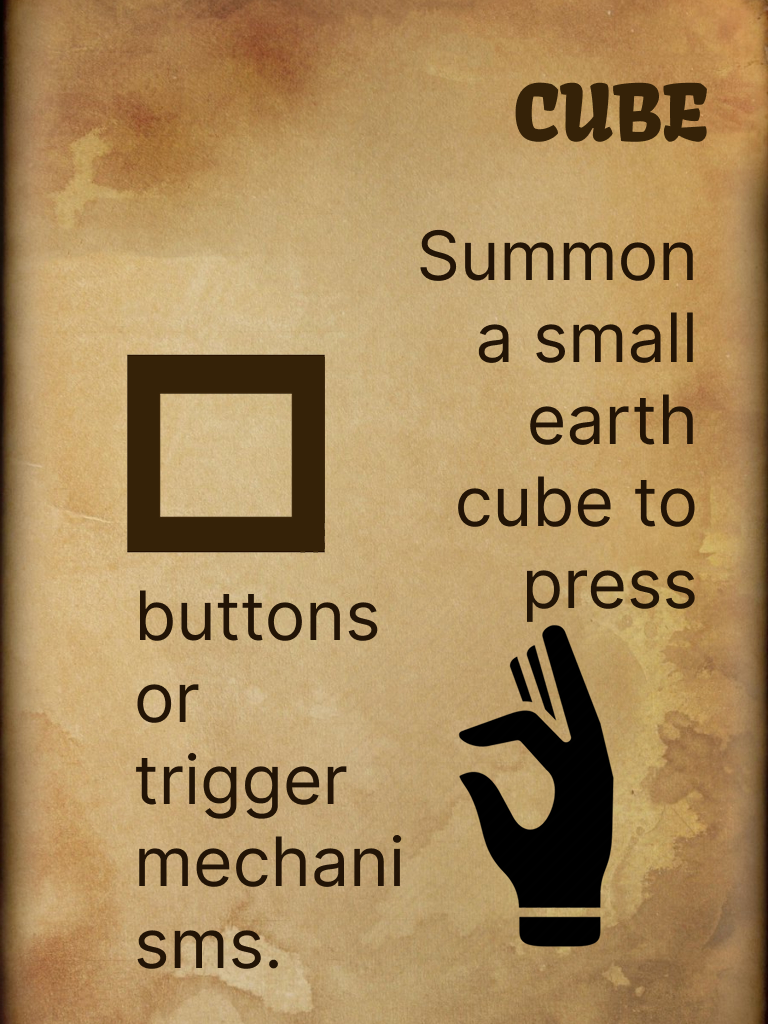 CUBE
Summon
a small
earth
cube to
press
buttons
or
trigger
mechani
sms.